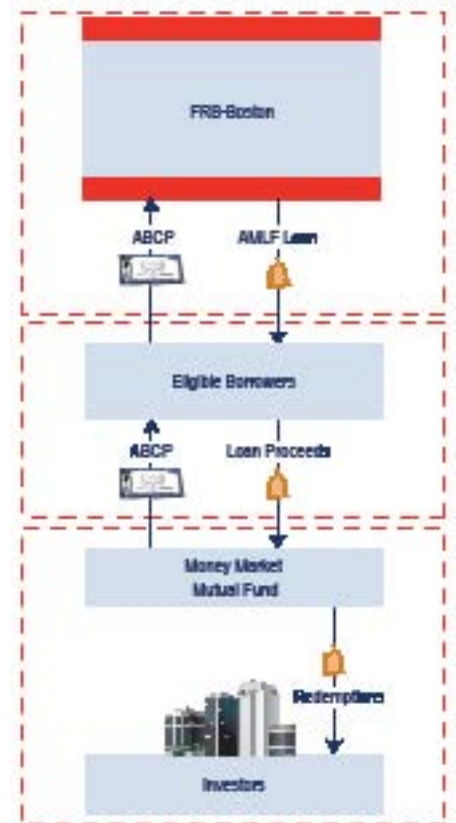 FRB-Boston
ABCP
AMLF Loan
Eligible Borrowers
ABCP
Loan Proceeds
Money Market
Mutual Fund
Redemptions
Investors